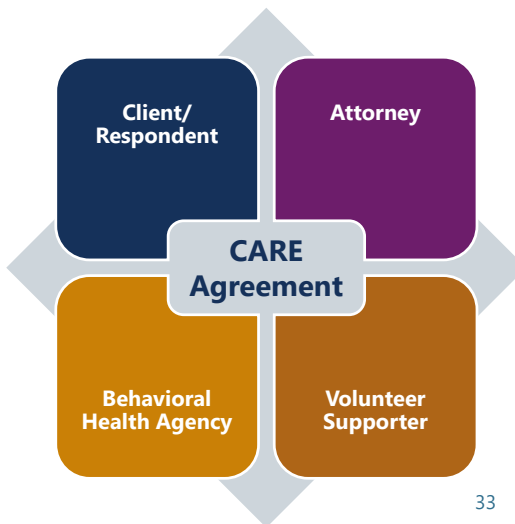 Client/
Respondent
Attorney
CARE
Agreement
Behavioral
Health Agency
Volunteer
Supporter
33